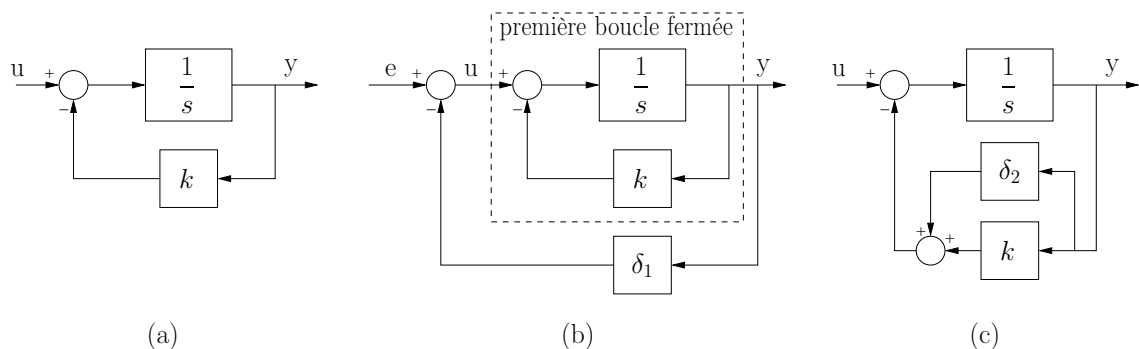 u
+
−
1
s
y
k
(a)
première boucle fermée
e
+
−
u
+
−
1
s
y
k
δ₁
(b)
u
+
−
1
s
y
δ₂
+
+
k
(c)